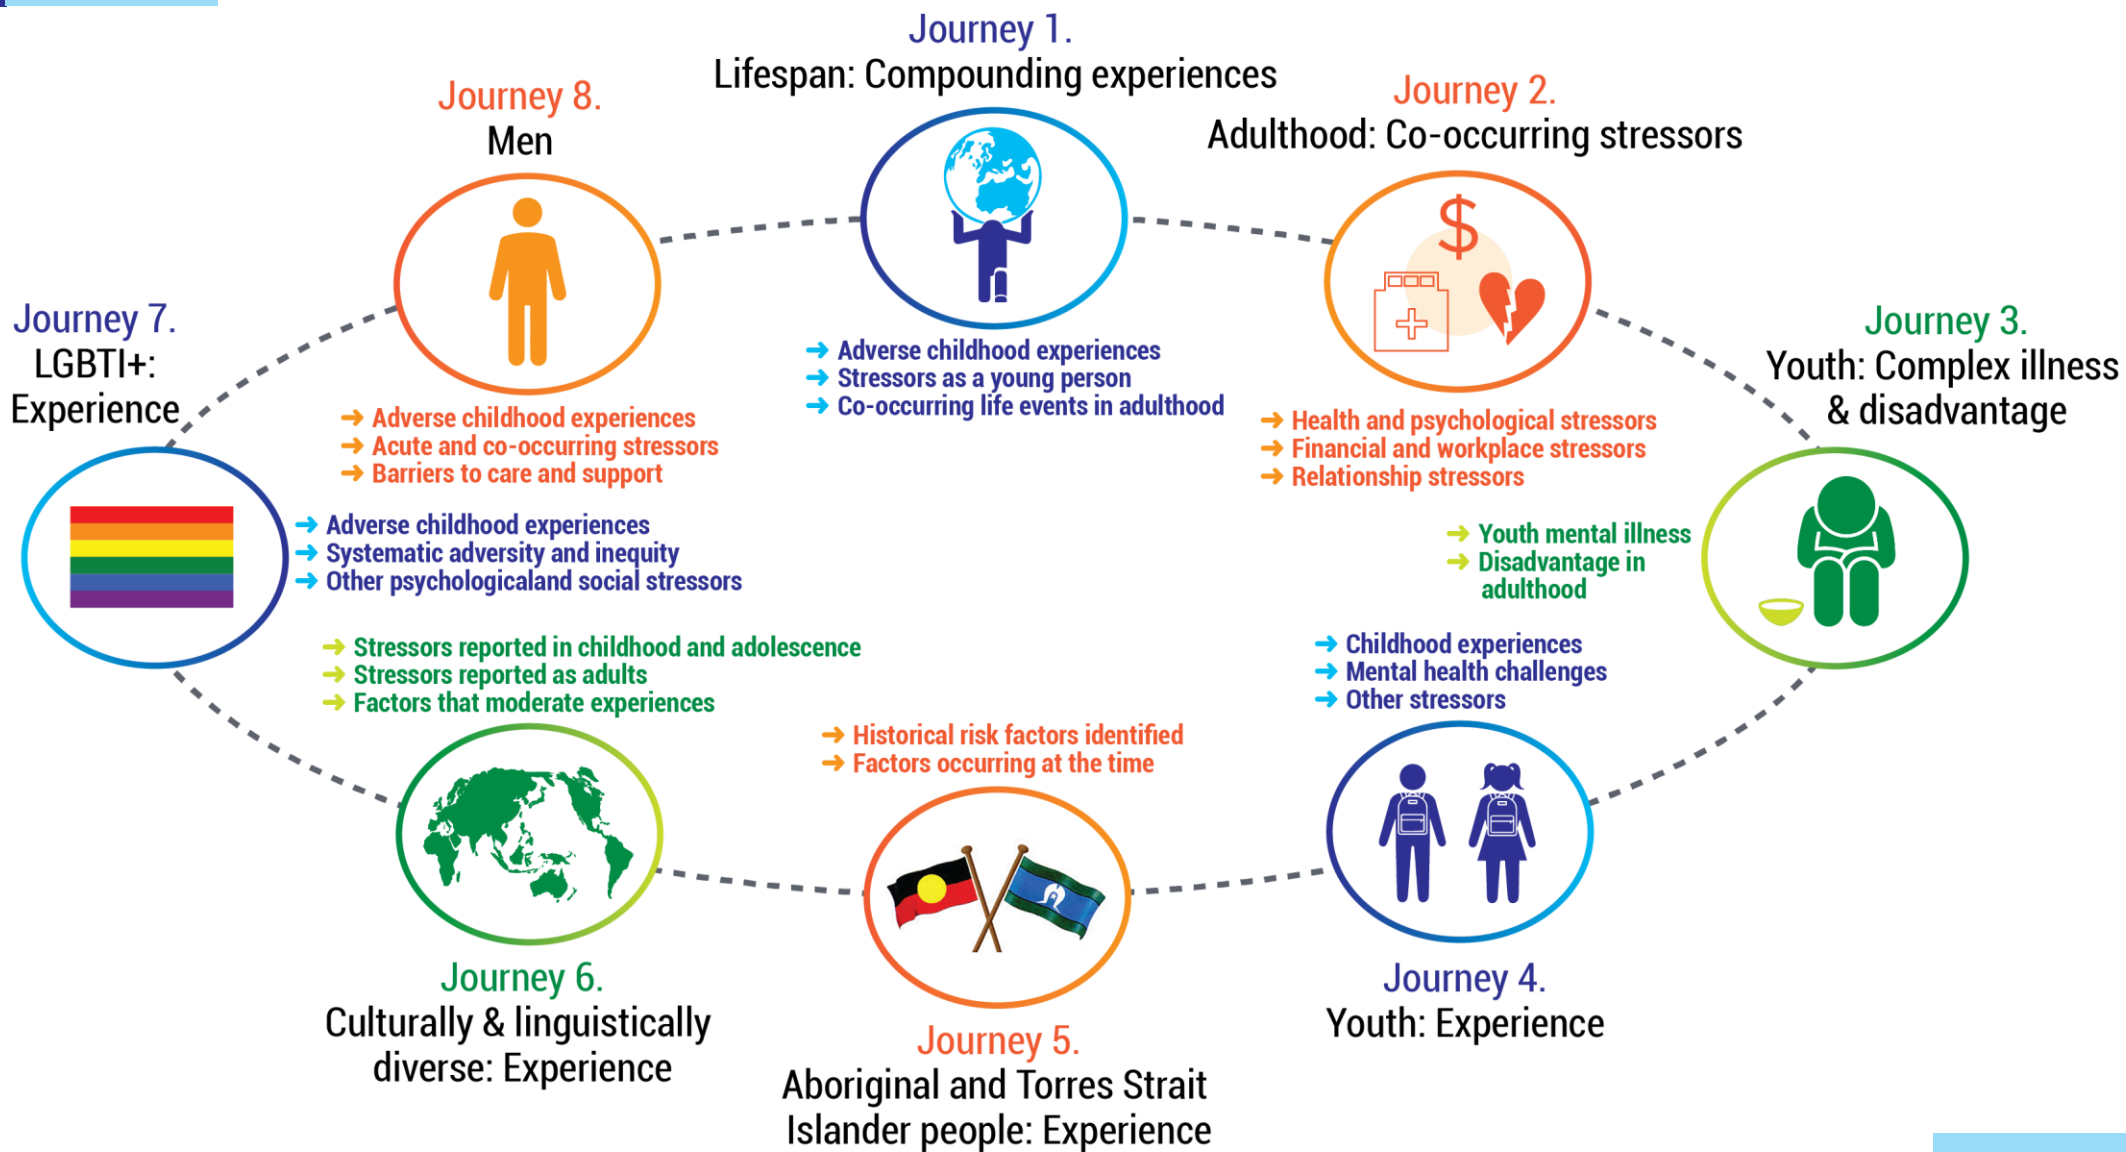 Journey 1.
Lifespan: Compounding experiences
Adverse childhood experiences
Stressors as a young person
Co-occurring life events in adulthood
Journey 2.
Adulthood: Co-occurring stressors
$
Health and psychological stressors
Financial and workplace stressors
Relationship stressors
Journey 3.
Youth: Complex illness
& disadvantage
Youth mental illness
Disadvantage in
adulthood
Childhood experiences
Mental health challenges
Other stressors
Journey 4.
Youth: Experience
Historical risk factors identified
Factors occurring at the time
Journey 5.
Aboriginal and Torres Strait
Islander people: Experience
Stressors reported in childhood and adolescence
Stressors reported as adults
Factors that moderate experiences
Journey 6.
Culturally & linguistically
diverse: Experience
Journey 7.
LGBTI+:
Experience
Adverse childhood experiences
Systematic adversity and inequity
Other psychologicaland social stressors
Journey 8.
Men
Adverse childhood experiences
Acute and co-occurring stressors
Barriers to care and support